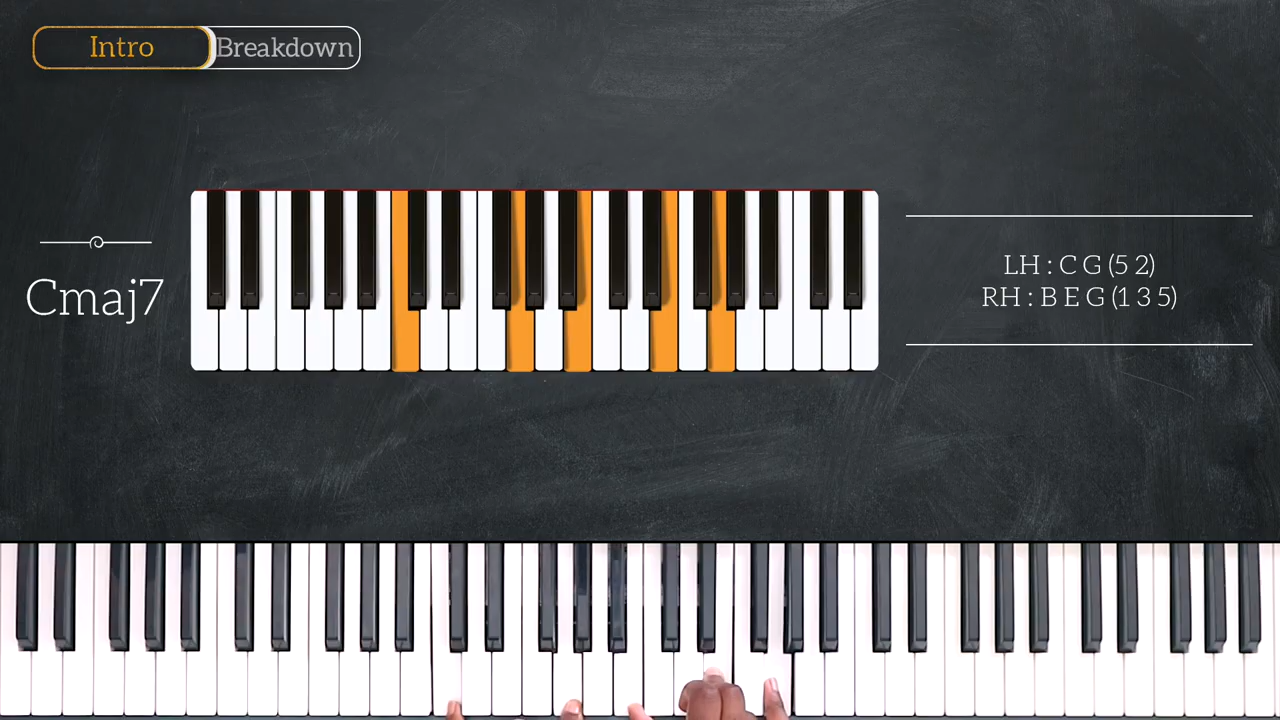 Intro
Breakdown
Cmaj7
LH : C G (5 2)
RH : B E G (1 3 5)